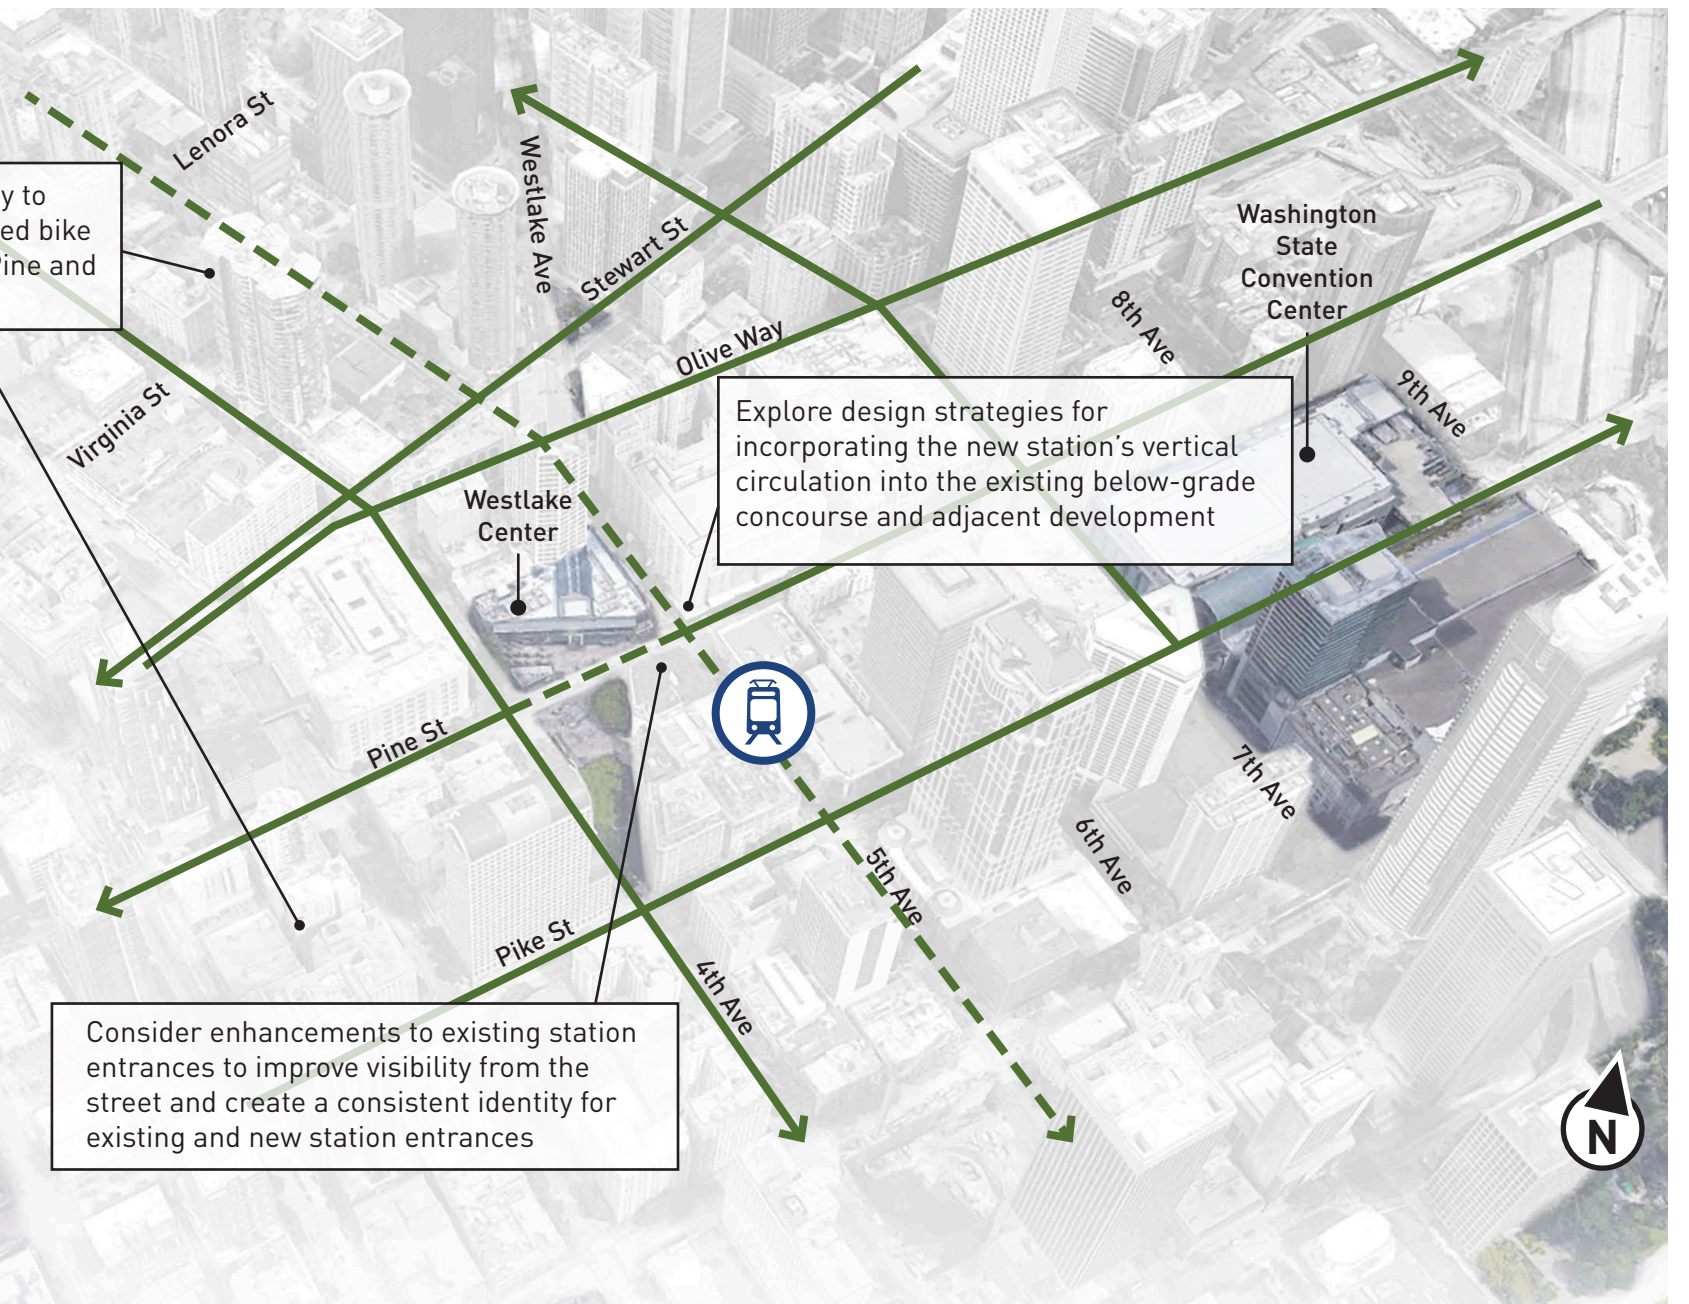 Lenora St
Westlake Ave
Stewart St
y to
ed bike
Pine and
Washington
State
Convention
Center
8th Ave
Olive Way
9th Ave
Virginia St
Explore design strategies for
incorporating the new station's vertical
circulation into the existing below-grade
concourse and adjacent development
Westlake
Center
Pine St
7th Ave
6th Ave
5th Ave
Pike St
4th Ave
Consider enhancements to existing station
entrances to improve visibility from the
street and create a consistent identity for
existing and new station entrances
N